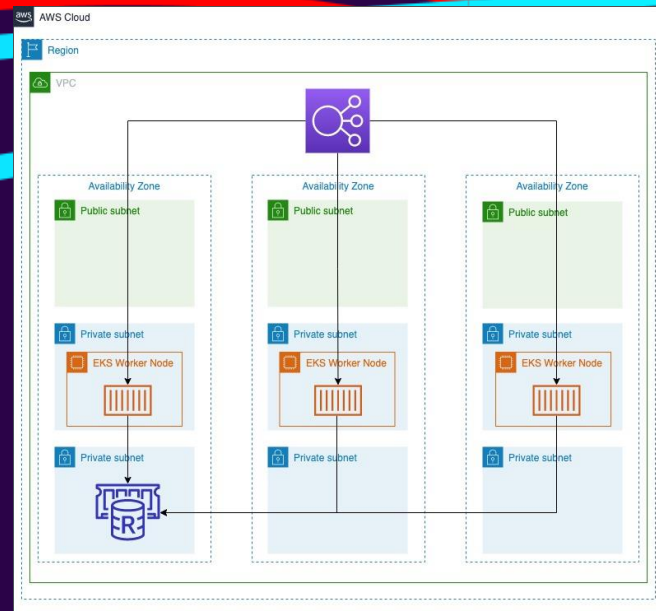 aws AWS Cloud
Region
VPC
Availability Zone
Availability Zone
Availability Zone
Public subnet
Public subnet
Public subnet
Private subnet
Private subnet
Private subnet
EKS Worker Node
EKS Worker Node
EKS Worker Node
Private subnet
Private subnet
Private subnet
R